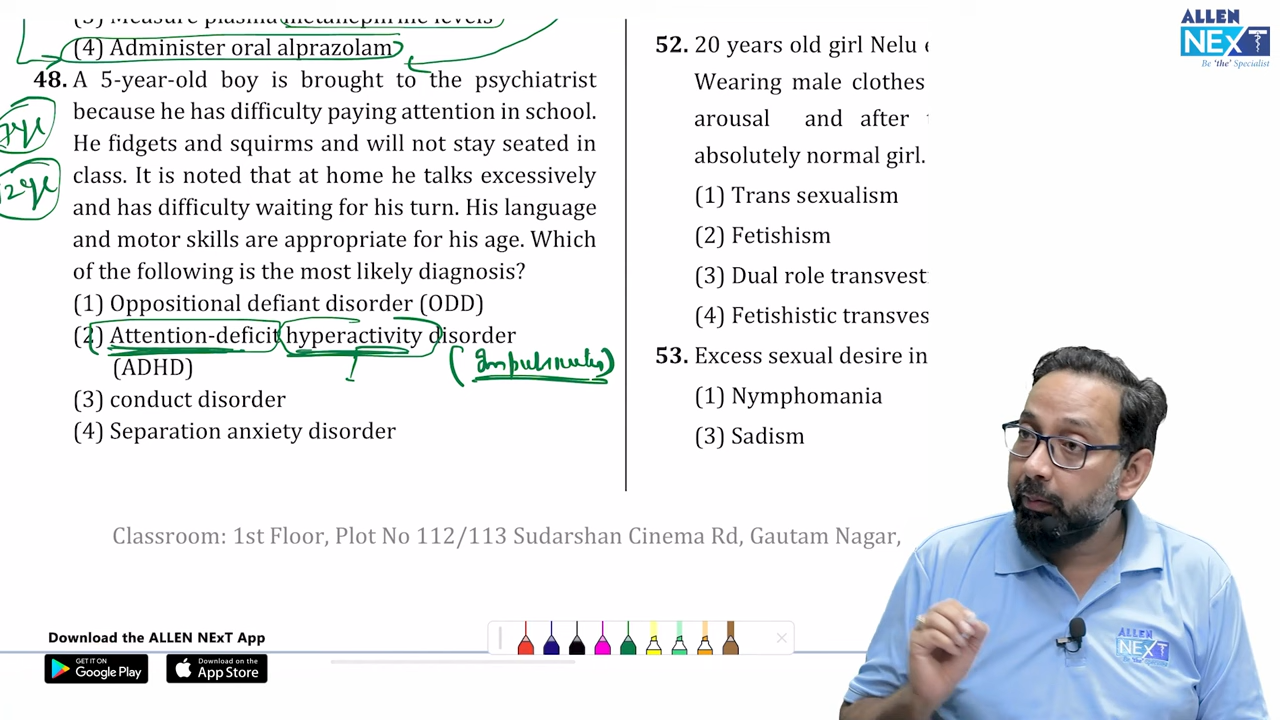 (4) Administer oral alprazolam
48. A 5-year-old boy is brought to the psychiatrist
because he has difficulty paying attention in school.
He fidgets and squirms and will not stay seated in
class. It is noted that at home he talks excessively
and has difficulty waiting for his turn. His language
and motor skills are appropriate for his age. Which
of the following is the most likely diagnosis?
(1) Oppositional defiant disorder (ODD)
(2) Attention-deficit hyperactivity disorder
(ADHD)
(3) conduct disorder
(4) Separation anxiety disorder
52. 20 years old girl Nelu
Wearing male clothes
arousal and after
absolutely normal girl.
(1) Trans sexualism
(2) Fetishism
(3) Dual role transvest
(4) Fetishistic transves
53. Excess sexual desire in
(1) Nymphomania
(3) Sadism
Classroom: 1st Floor, Plot No 112/113 Sudarshan Cinema Rd, Gautam Nagar,
Download the ALLEN NExT App
GET IT ON
Google Play
Download on the
App Store
ALLEN
NEXT
Be 'the' Specialist
ALLEN
NEXT